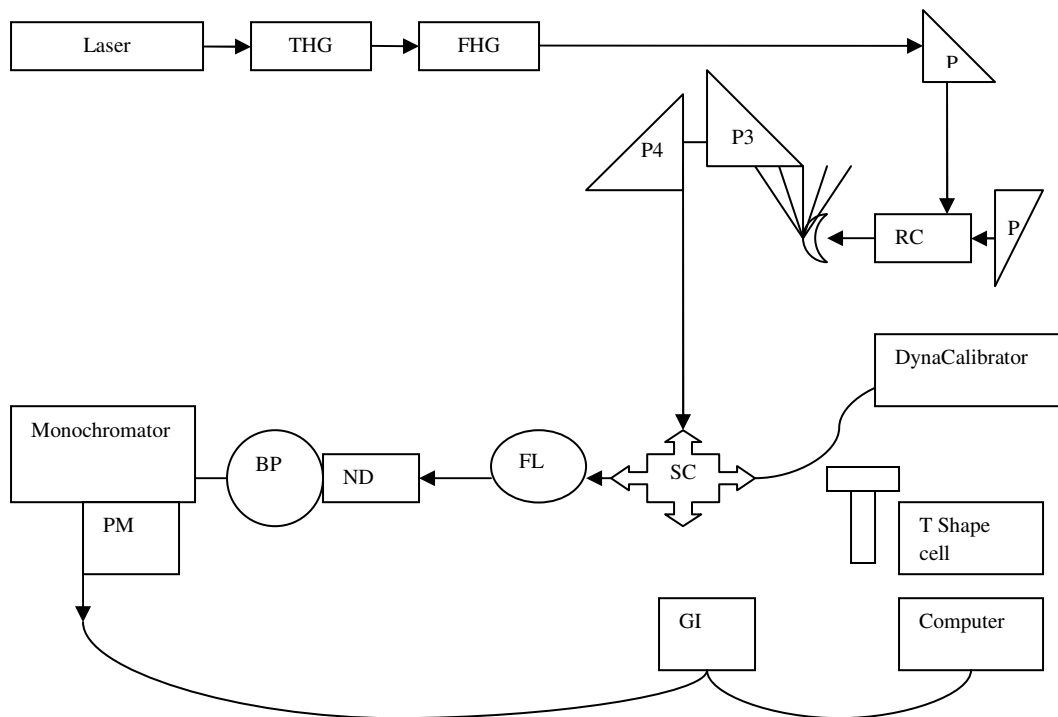 Laser
THG
FHG
P
P4
P3
RC
P
DynaCalibrator
Monochromator
BP
ND
FL
SC
PM
T Shape
cell
GI
Computer